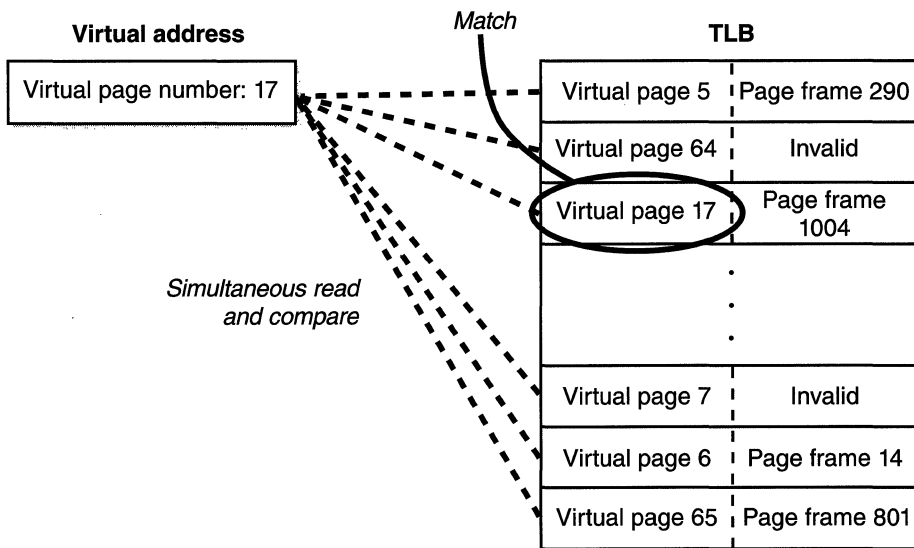 Match
Virtual address
TLB
Virtual page number: 17
Virtual page 5
Page frame 290
Virtual page 64
Invalid
Virtual page 17
Page frame
1004
Simultaneous read
and compare
.
.
.
Virtual page 7
Invalid
Virtual page 6
Page frame 14
Virtual page 65
Page frame 801